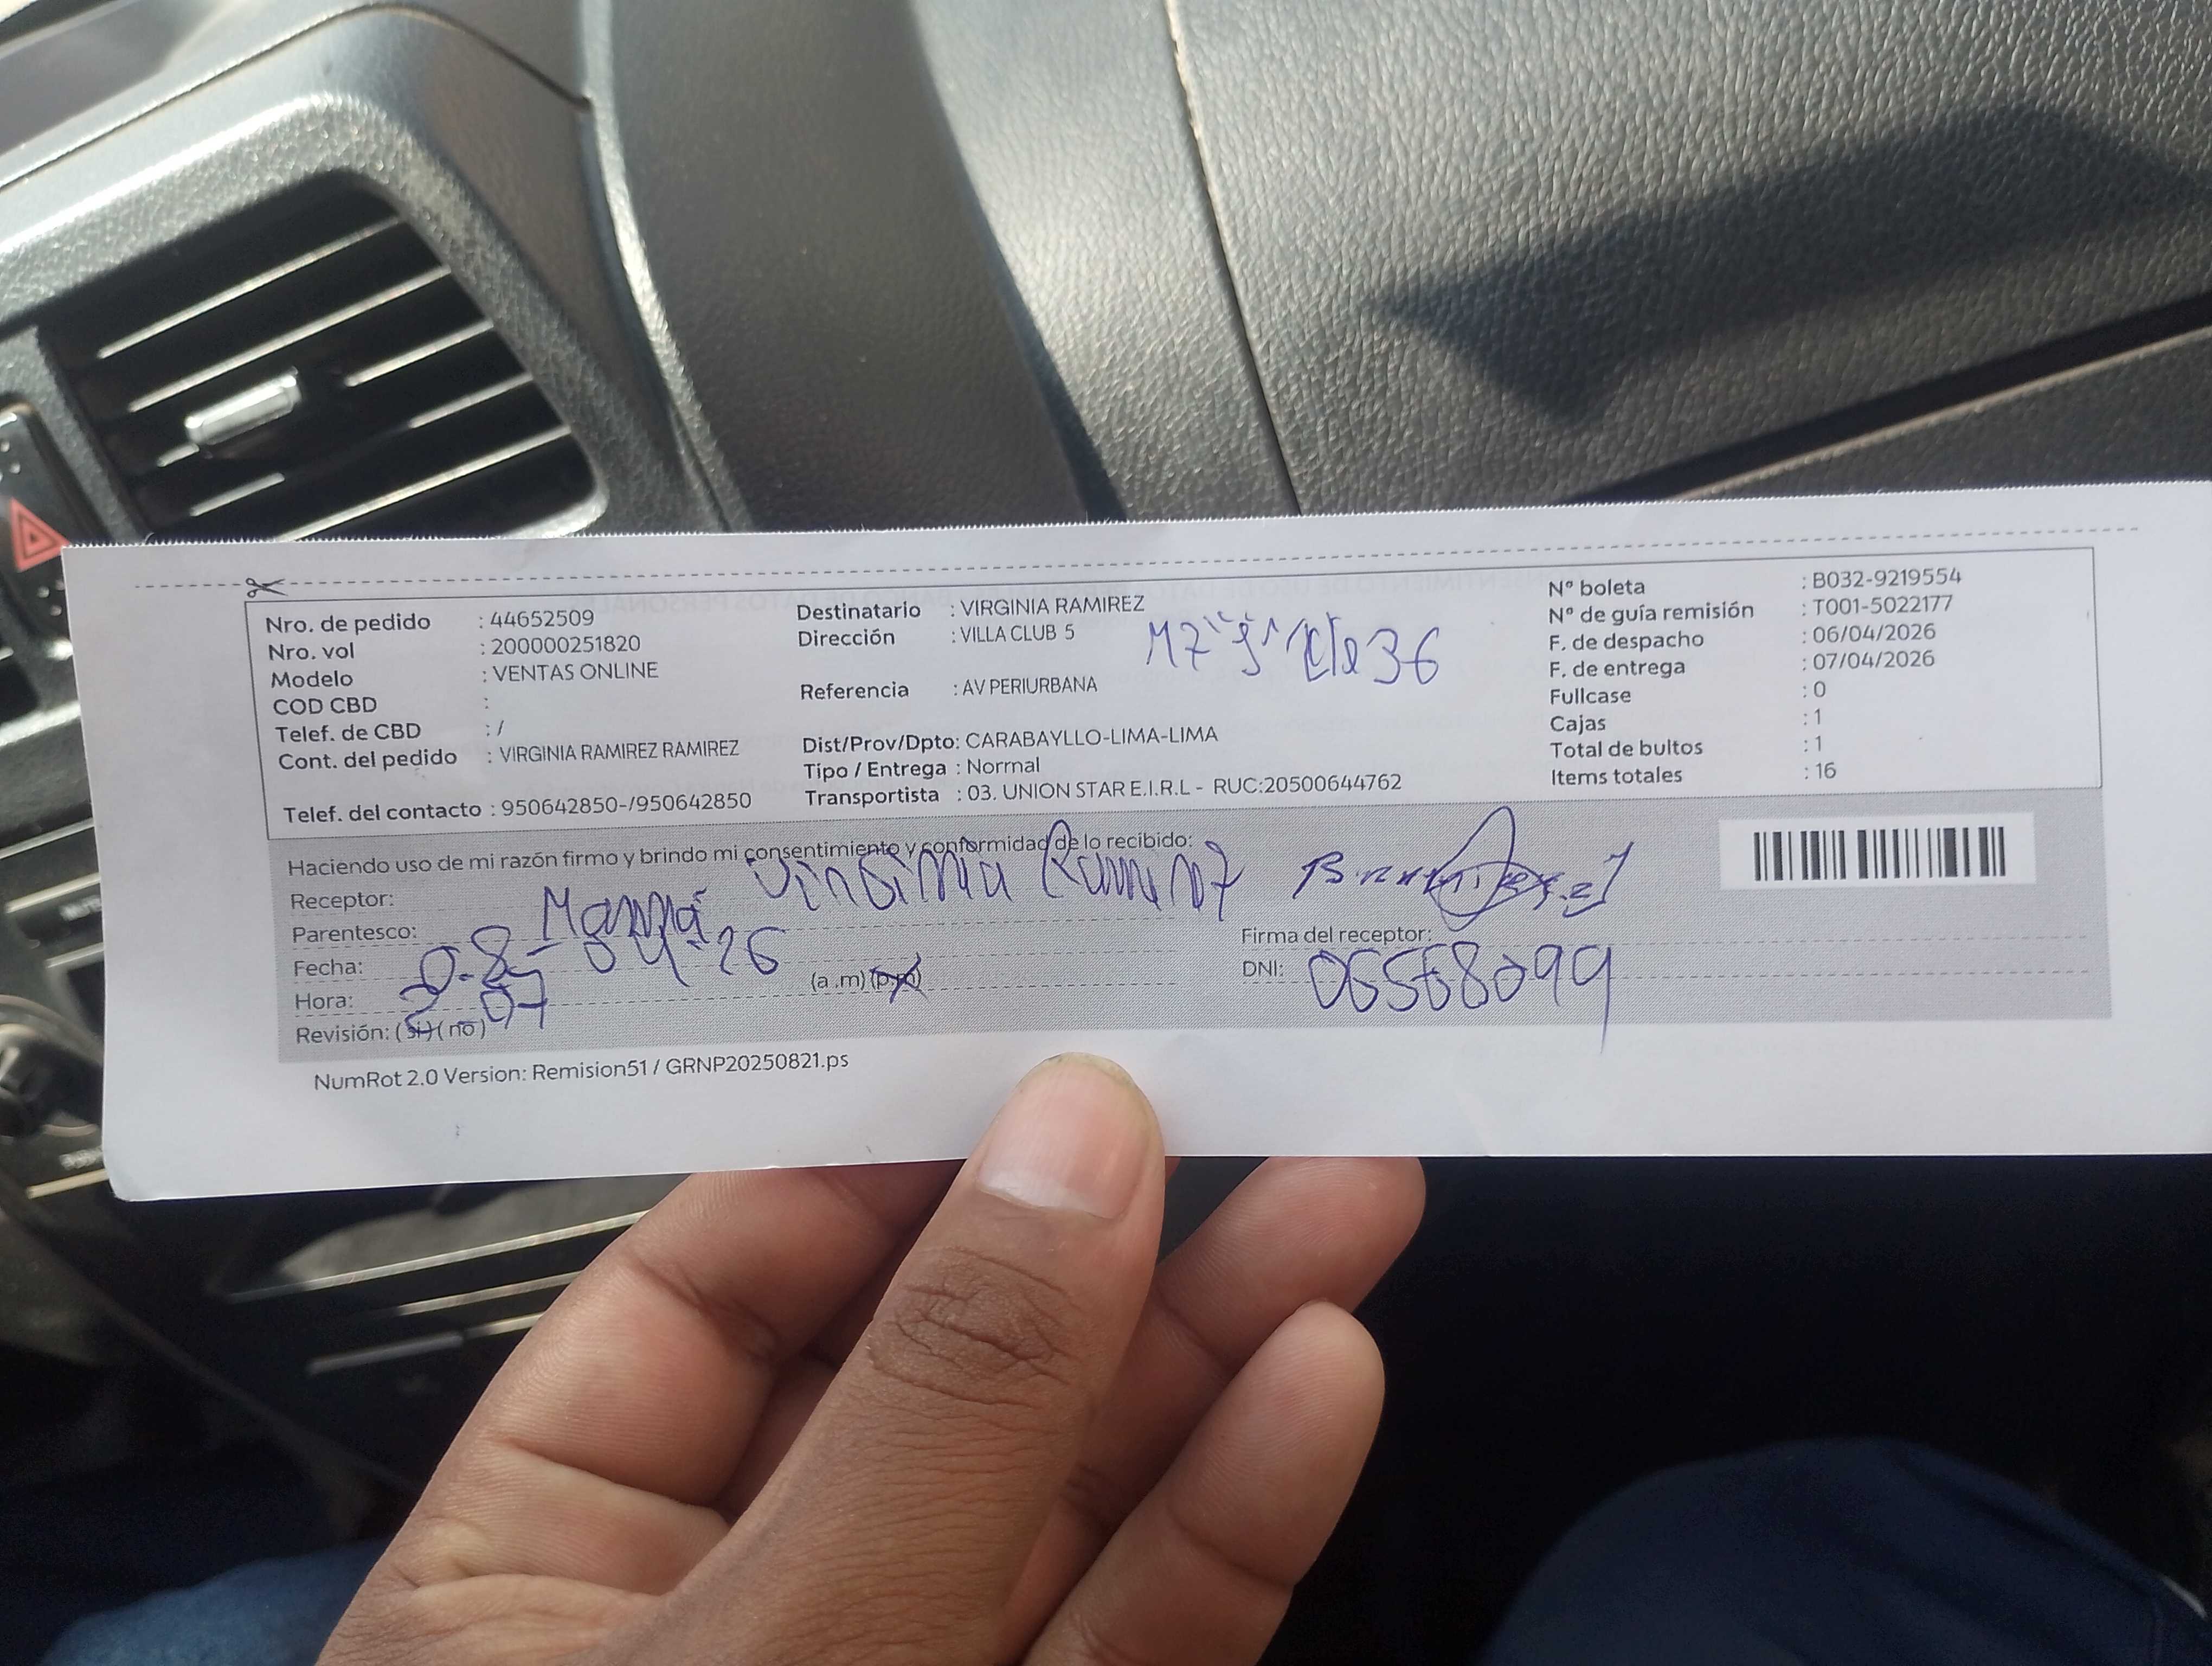 Nro. de pedido : 44652509
Nro. vol : 200000251820
Modelo : VENTAS ONLINE
COD CBD :
Telef. de CBD : /
Cont. del pedido : VIRGINIA RAMIREZ RAMIREZ
Telef. del contacto : 950642850-/950642850
Destinatario : VIRGINIA RAMIREZ
Dirección : VILLA CLUB 5
M7 36
Referencia : AV PERIURBANA
Dist/Prov/Dpto: CARABAYLLO-LIMA-LIMA
Tipo / Entrega : Normal
Transportista : 03. UNION STAR E.I.R.L - RUC:20500644762
Nº boleta : B032-9219554
Nº de guía remisión : T001-5022177
F. de despacho : 06/04/2026
F. de entrega : 07/04/2026
Fullcase : 0
Cajas : 1
Total de bultos : 1
Items totales : 16
Haciendo uso de mi razón firmo y brindo mi consentimiento y conformidad de lo recibido:
Receptor:
Parentesco: Mamá
Fecha: 08-04-26
Hora: 07 (a .m) (p.m)
Revisión: (si) (no)
Firma del receptor:
DNI: 06568099
NumRot 2.0 Version: Remision51 / GRNP20250821.ps